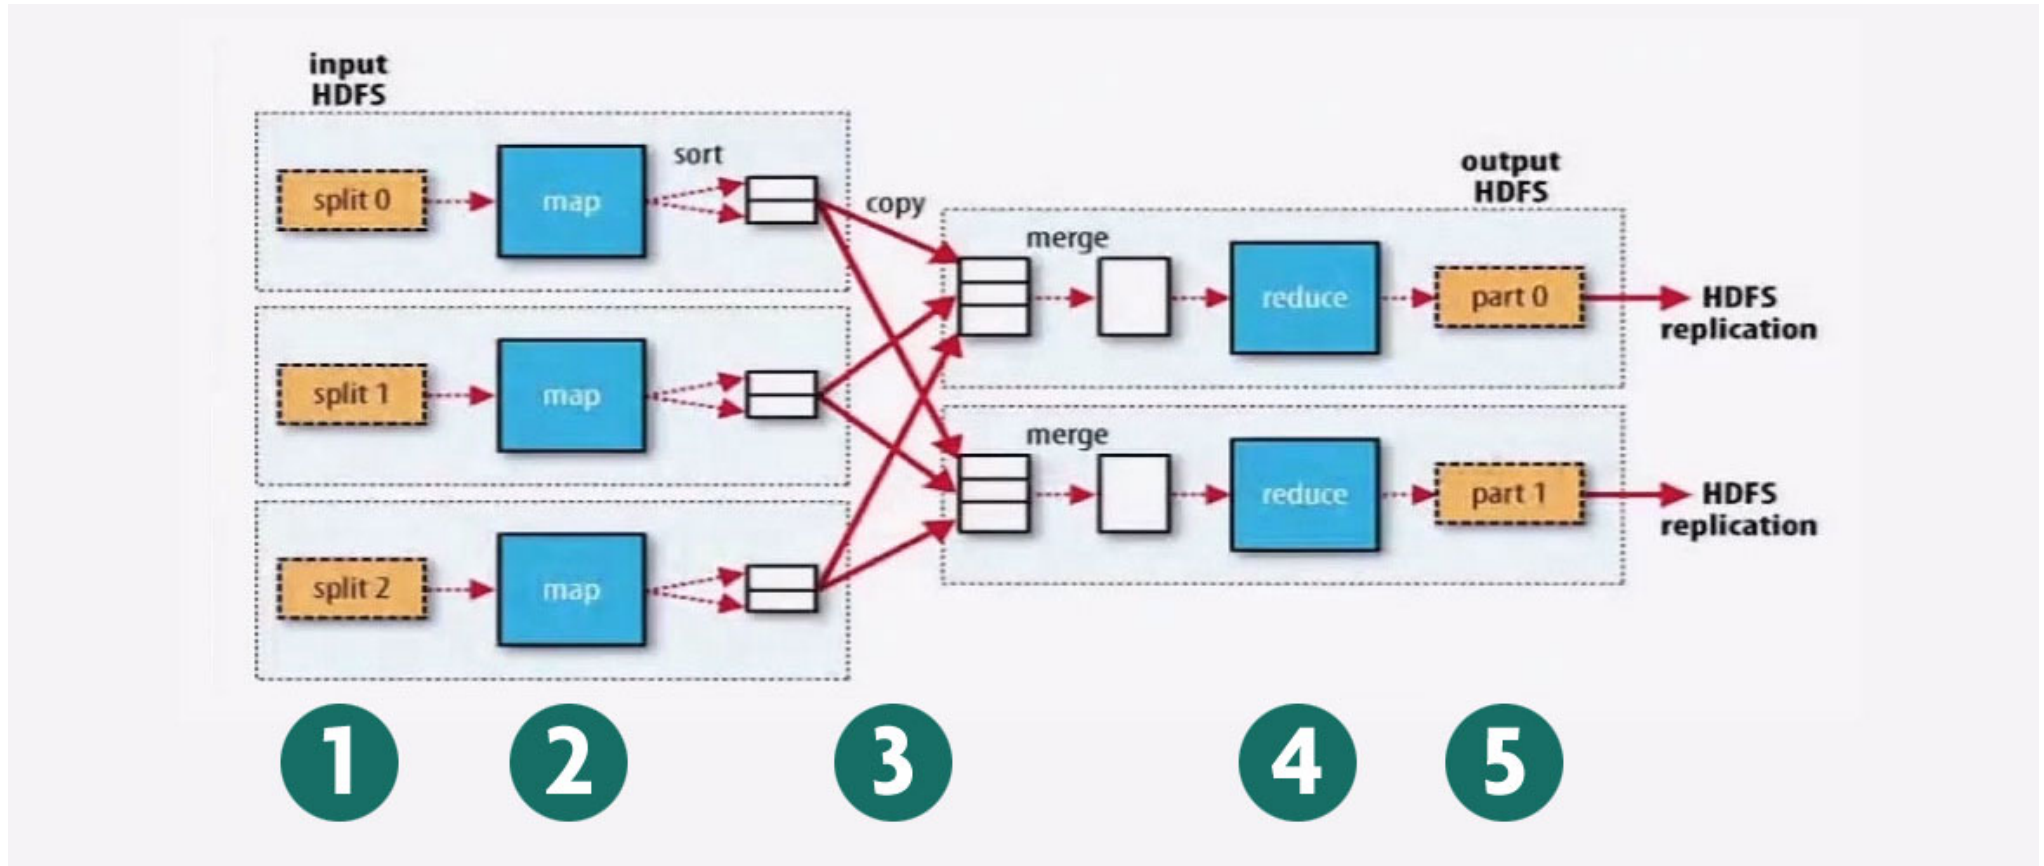 input
HDFS
split 0
map
sort
copy
split 1
map
split 2
map
output
HDFS
merge
reduce
part 0
HDFS
replication
merge
reduce
part 1
HDFS
replication
1
2
3
4
5